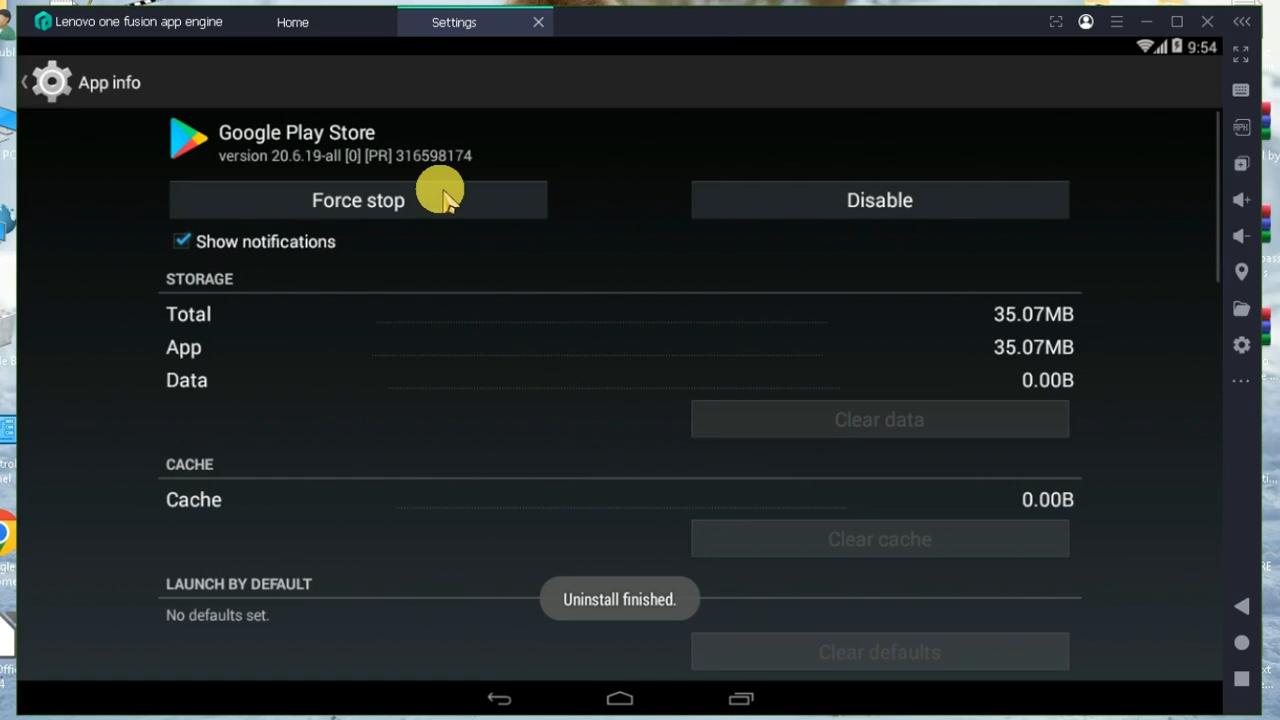 Lenovo one fusion app engine
Home
Settings
9:54
App info
Google Play Store
version 20.6.19-all [0] [PR] 316598174
Force stop
Disable
Show notifications
STORAGE
Total
35.07MB
App
35.07MB
Data
0.00B
Clear data
CACHE
Cache
0.00B
Clear cache
LAUNCH BY DEFAULT
Uninstall finished.
No defaults set.
Clear defaults